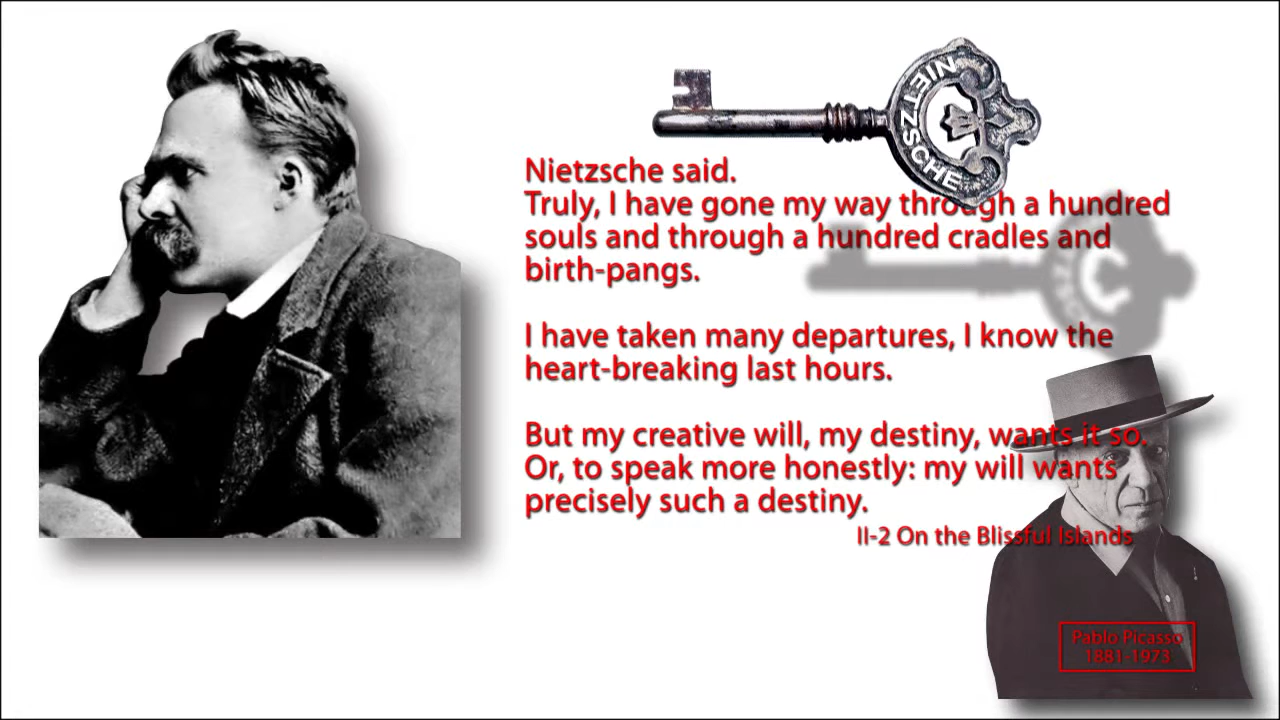 NIETZSCHE
Nietzsche said.
Truly, I have gone my way through a hundred
souls and through a hundred cradles and
birth-pangs.
I have taken many departures, I know the
heart-breaking last hours.
But my creative will, my destiny, wants it so.
Or, to speak more honestly: my will wants
precisely such a destiny.
II-2 On the Blissful Islands
Pablo Picasso
1881-1973